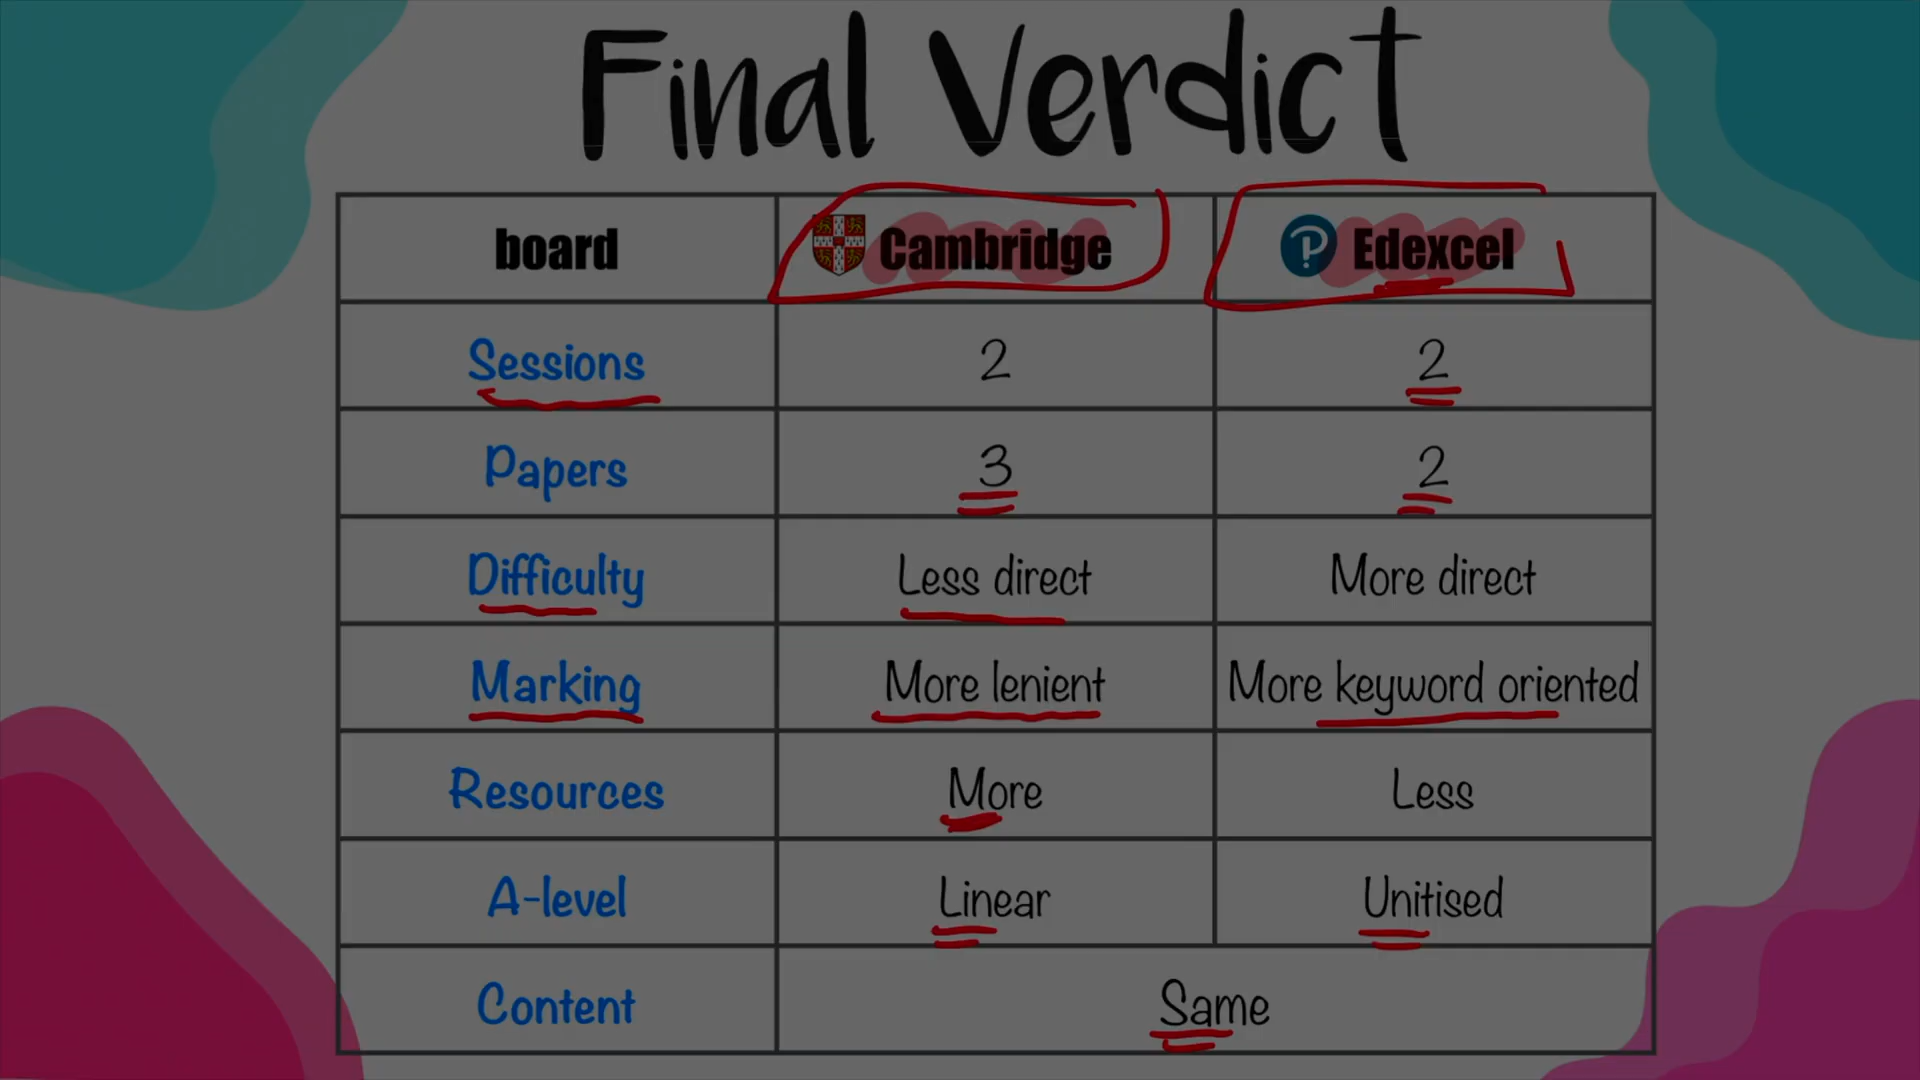 Final Verdict
board Cambridge Edexcel
Sessions 2 2
Papers 3 2
Difficulty Less direct More direct
Marking More lenient More keyword oriented
Resources More Less
A-level Linear Unitised
Content Same